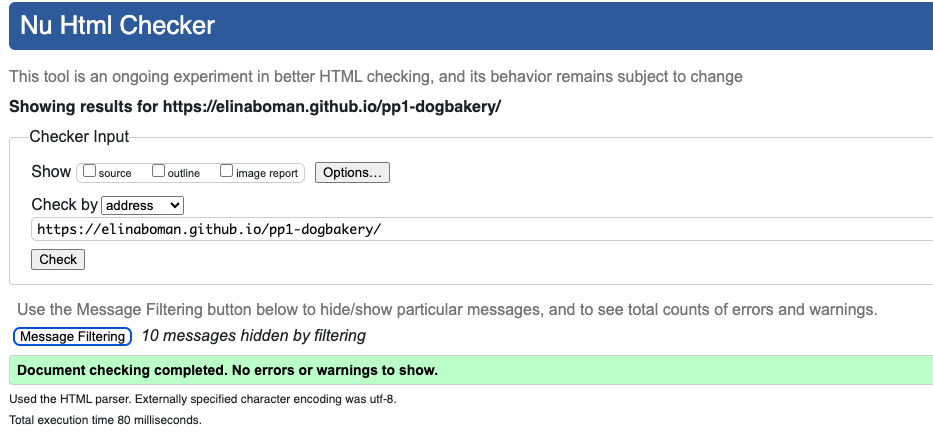 Nu Html Checker
This tool is an ongoing experiment in better HTML checking, and its behavior remains subject to change
Showing results for https://elinaboman.github.io/pp1-dogbakery/
Checker Input
Show source outline image report Options...
Check by address
https://elinaboman.github.io/pp1-dogbakery/
Check
Use the Message Filtering button below to hide/show particular messages, and to see total counts of errors and warnings.
Message Filtering 10 messages hidden by filtering
Document checking completed. No errors or warnings to show.
Used the HTML parser. Externally specified character encoding was utf-8.
Total execution time 80 milliseconds.